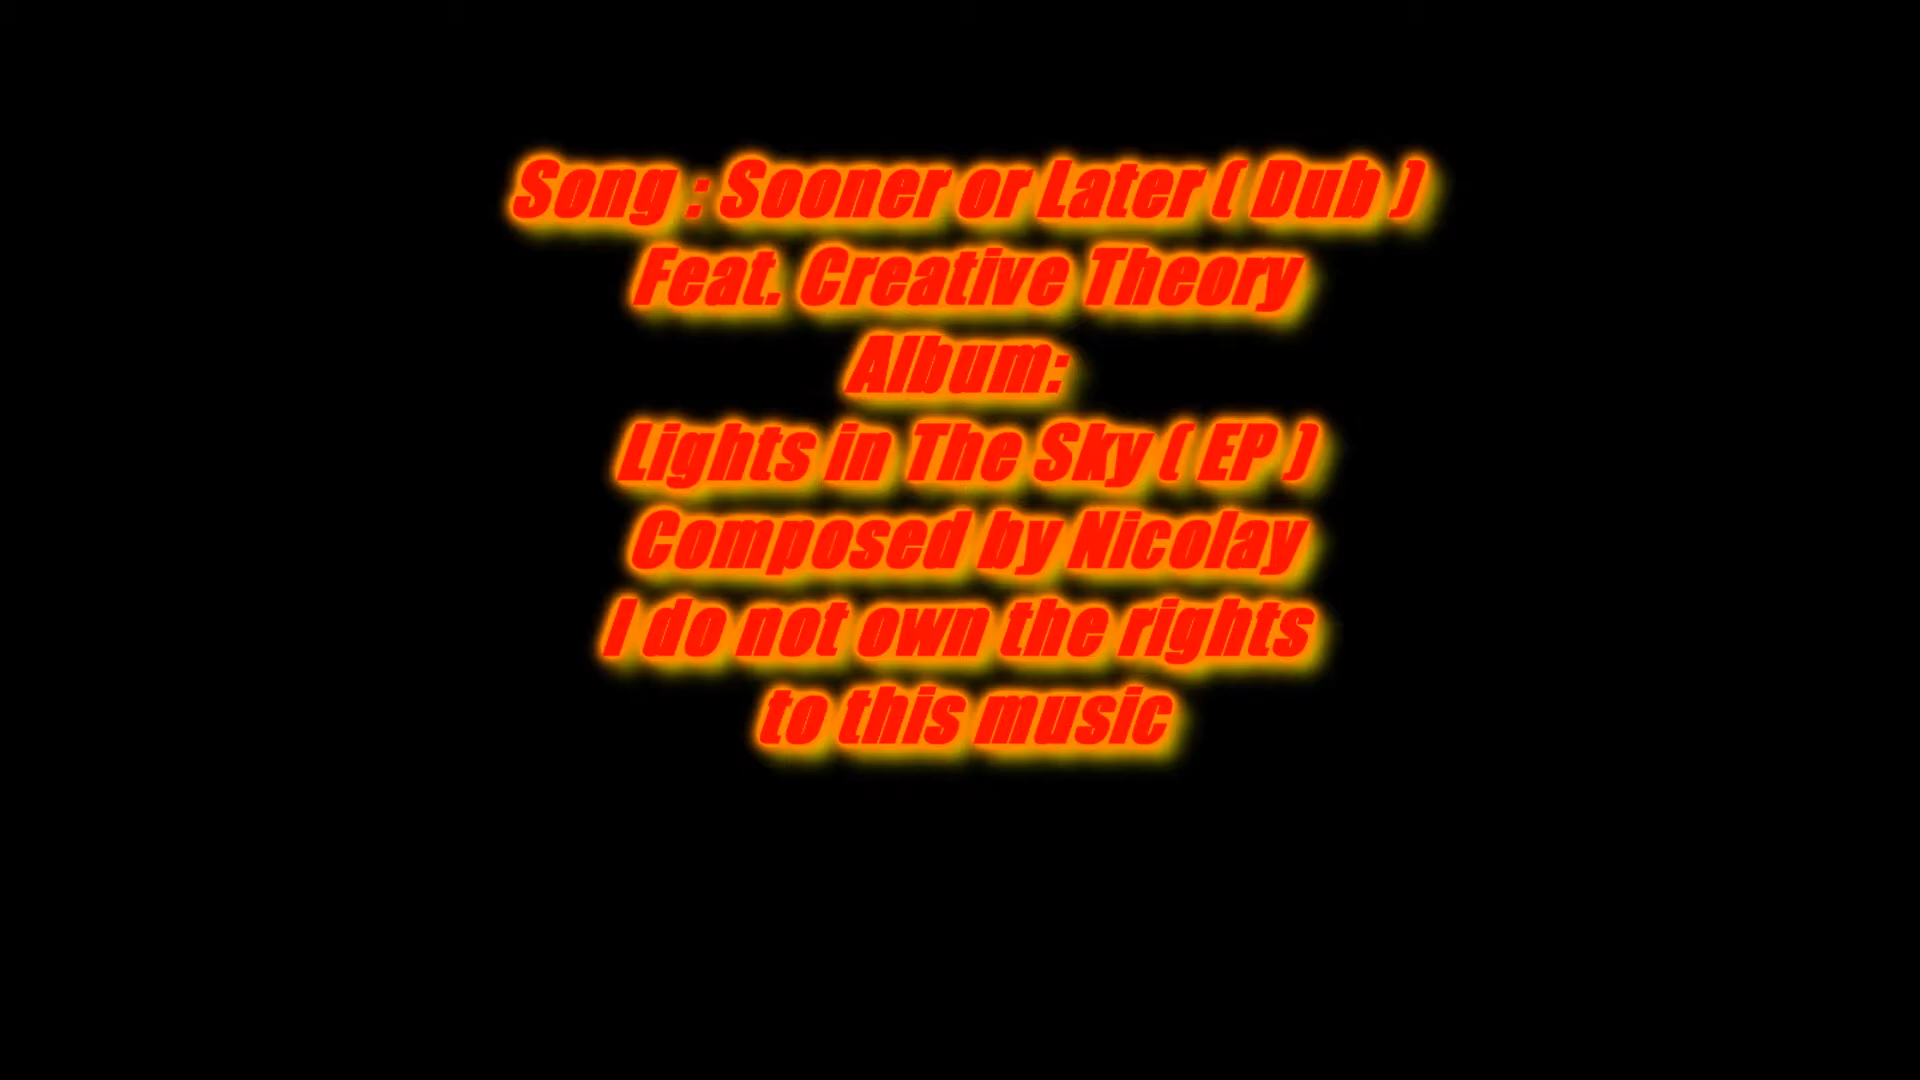 Song : Sooner or Later ( Dub )
Feat. Creative Theory
Album:
Lights in The Sky ( EP )
Composed by Nicolay
I do not own the rights
to this music